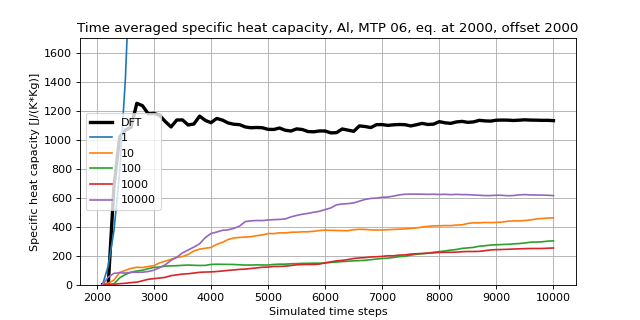 Time averaged specific heat capacity, Al, MTP 06, eq. at 2000, offset 2000
Specific heat capacity [J/(K*Kg)]
1600
1400
1200
1000
800
600
400
200
0
DFT
1
10
100
1000
10000
2000 3000 4000 5000 6000 7000 8000 9000 10000
Simulated time steps